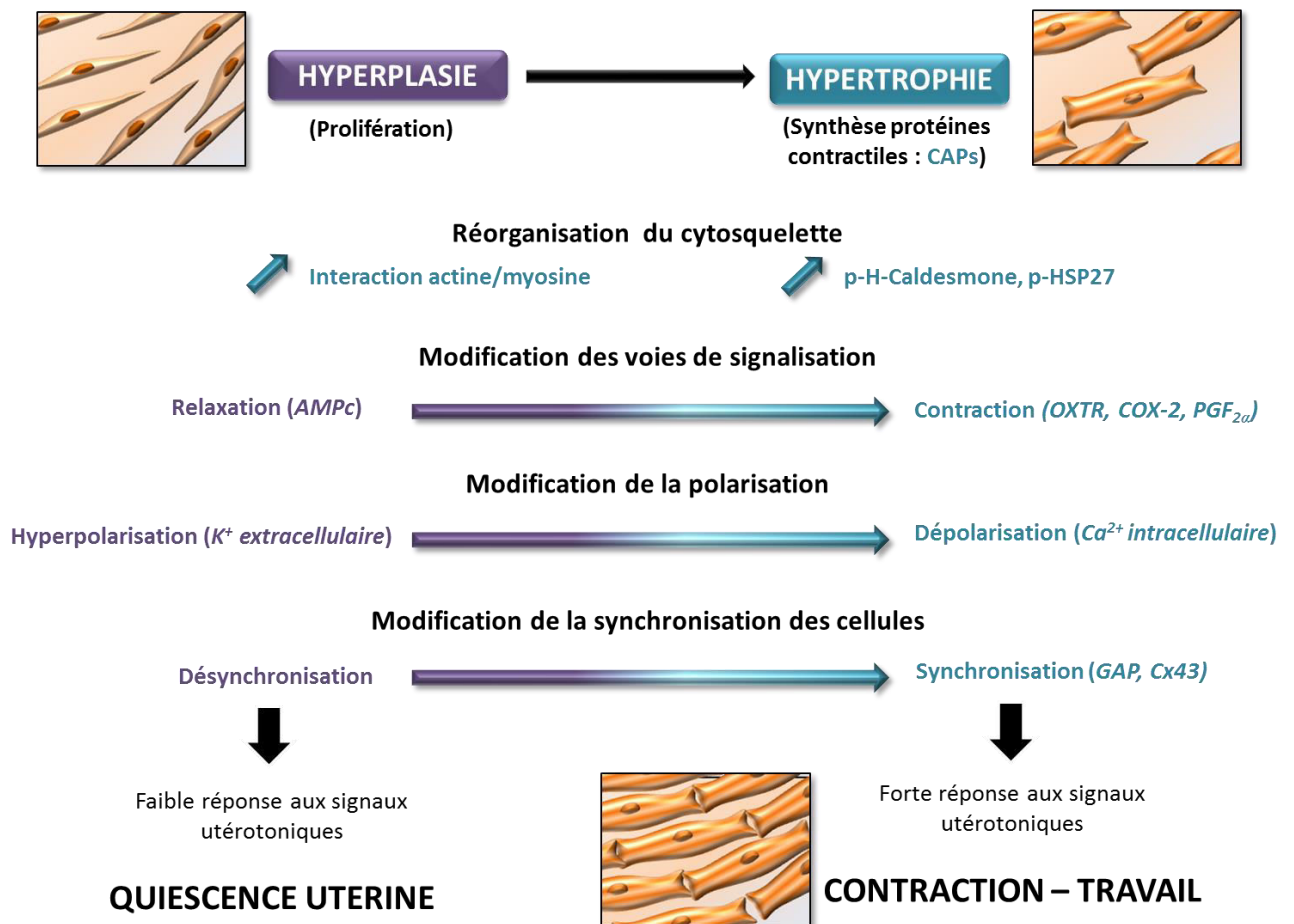 HYPERPLASIE
(Prolifération)
HYPERTROPHIE
(Synthèse protéines
contractiles : CAPs)
Réorganisation du cytosquelette
Interaction actine/myosine
p-H-Caldesmone, p-HSP27
Modification des voies de signalisation
Relaxation (AMPc)
Contraction (OXTR, COX-2, PGF2α)
Modification de la polarisation
Hyperpolarisation (K+ extracellulaire)
Dépolarisation (Ca2+ intracellulaire)
Modification de la synchronisation des cellules
Désynchronisation
Synchronisation (GAP, Cx43)
Faible réponse aux signaux
utérotoniques
Forte réponse aux signaux
utérotoniques
QUIESCENCE UTERINE
CONTRACTION – TRAVAIL